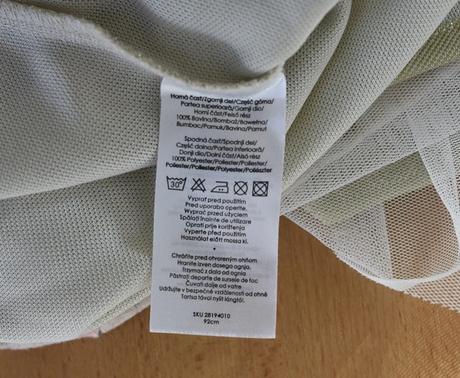 Horná časť/Zgornji del/Część górna/
Partea superioară/Gornji dio/
Horní část/Felső rész
100% Bavlna/Bombaž/Bawełna/
Bumbac/Pamuk/Bavlna/Pamut
Spodná časť/Spodnji del/
Część dolna/Partea inferioară/
Donji dio/Dolní část/Alsó rész
100% Polyester/Poliester/Poliester/
Poliester/Poliester/Polyester/Poliészter
30°
Vyprať pred použitím
Pred uporabo operite.
Wyprać przed użyciem
Spălați înainte de utilizare
Oprati prije korištenja
Vyperte před použitím
Használat előtt mossa ki.
Chráňte pred otvoreným ohňom
Hranite izven dosega ognja.
Trzymać z dala od ognia
Păstrați departe de sursele de foc
Čuvati dalje od vatre
Udržujte v bezpečné vzdálenosti od ohně
Tartsa távol nyílt lángtól.
SKU 28194010
92cm